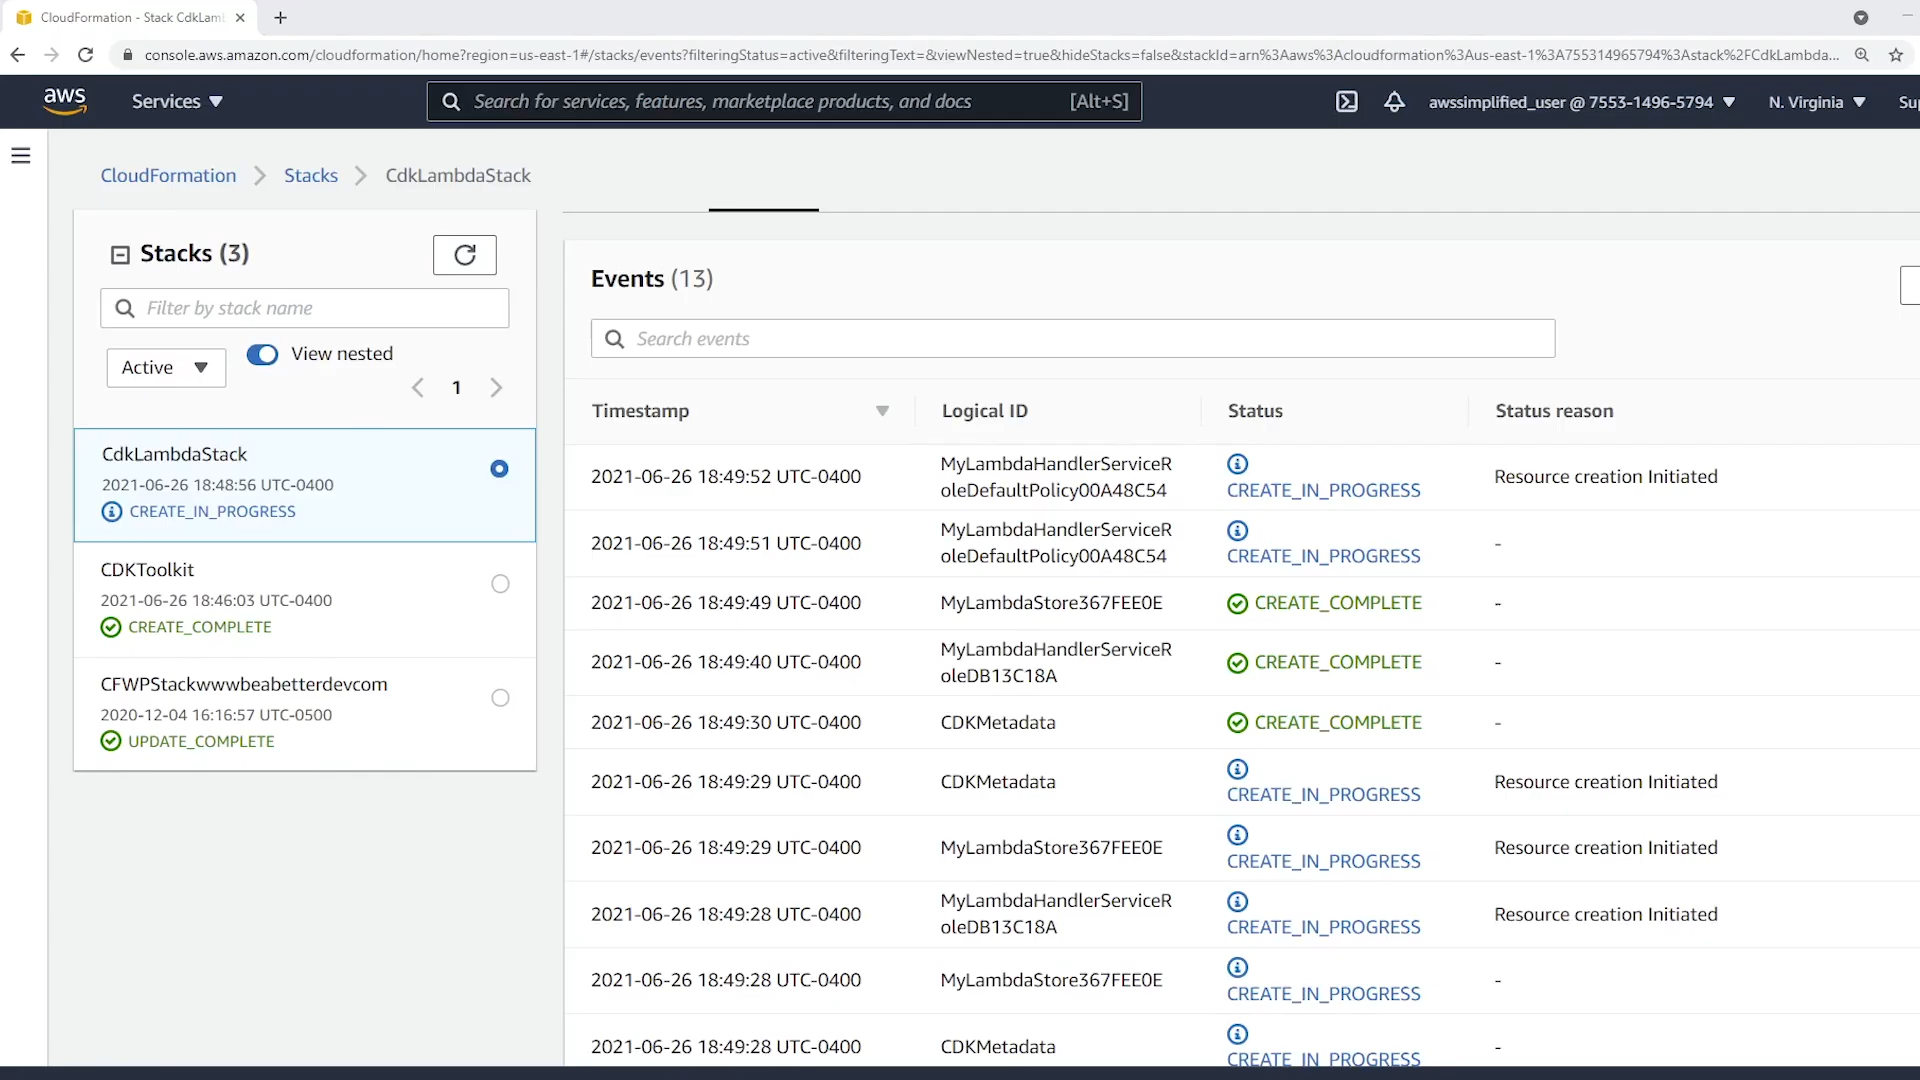 CloudFormation - Stack CdkLamb
console.aws.amazon.com/cloudformation/home?region=us-east-1#/stacks/events?filteringStatus=active&filteringText=&viewNested=true&hideStacks=false&stackId=arn%3Aaws%3Acloudformation%3Aus-east-1%3A755314965794%3Astack%2FCdkLambda...
aws
Services
Search for services, features, marketplace products, and docs [Alt+S]
awssimplified_user @ 7553-1496-5794
N. Virginia
Sup
CloudFormation
Stacks
CdkLambdaStack
Stacks (3)
Filter by stack name
Active
View nested
1
CdkLambdaStack
2021-06-26 18:48:56 UTC-0400
CREATE_IN_PROGRESS
CDKToolkit
2021-06-26 18:46:03 UTC-0400
CREATE_COMPLETE
CFWPStackwwwbeabetterdevcom
2020-12-04 16:16:57 UTC-0500
UPDATE_COMPLETE
Events (13)
Search events
Timestamp Logical ID Status Status reason
2021-06-26 18:49:52 UTC-0400
MyLambdaHandlerServiceR
oleDefaultPolicy00A48C54
CREATE_IN_PROGRESS
Resource creation Initiated
2021-06-26 18:49:51 UTC-0400
MyLambdaHandlerServiceR
oleDefaultPolicy00A48C54
CREATE_IN_PROGRESS
-
2021-06-26 18:49:49 UTC-0400 MyLambdaStore367FEE0E CREATE_COMPLETE -
2021-06-26 18:49:40 UTC-0400
MyLambdaHandlerServiceR
oleDB13C18A
CREATE_COMPLETE
-
2021-06-26 18:49:30 UTC-0400 CDKMetadata CREATE_COMPLETE -
2021-06-26 18:49:29 UTC-0400 CDKMetadata
CREATE_IN_PROGRESS
Resource creation Initiated
2021-06-26 18:49:29 UTC-0400 MyLambdaStore367FEE0E
CREATE_IN_PROGRESS
Resource creation Initiated
2021-06-26 18:49:28 UTC-0400
MyLambdaHandlerServiceR
oleDB13C18A
CREATE_IN_PROGRESS
Resource creation Initiated
2021-06-26 18:49:28 UTC-0400 MyLambdaStore367FEE0E
CREATE_IN_PROGRESS
-
2021-06-26 18:49:28 UTC-0400 CDKMetadata
CREATE_IN_PROGRESS
-